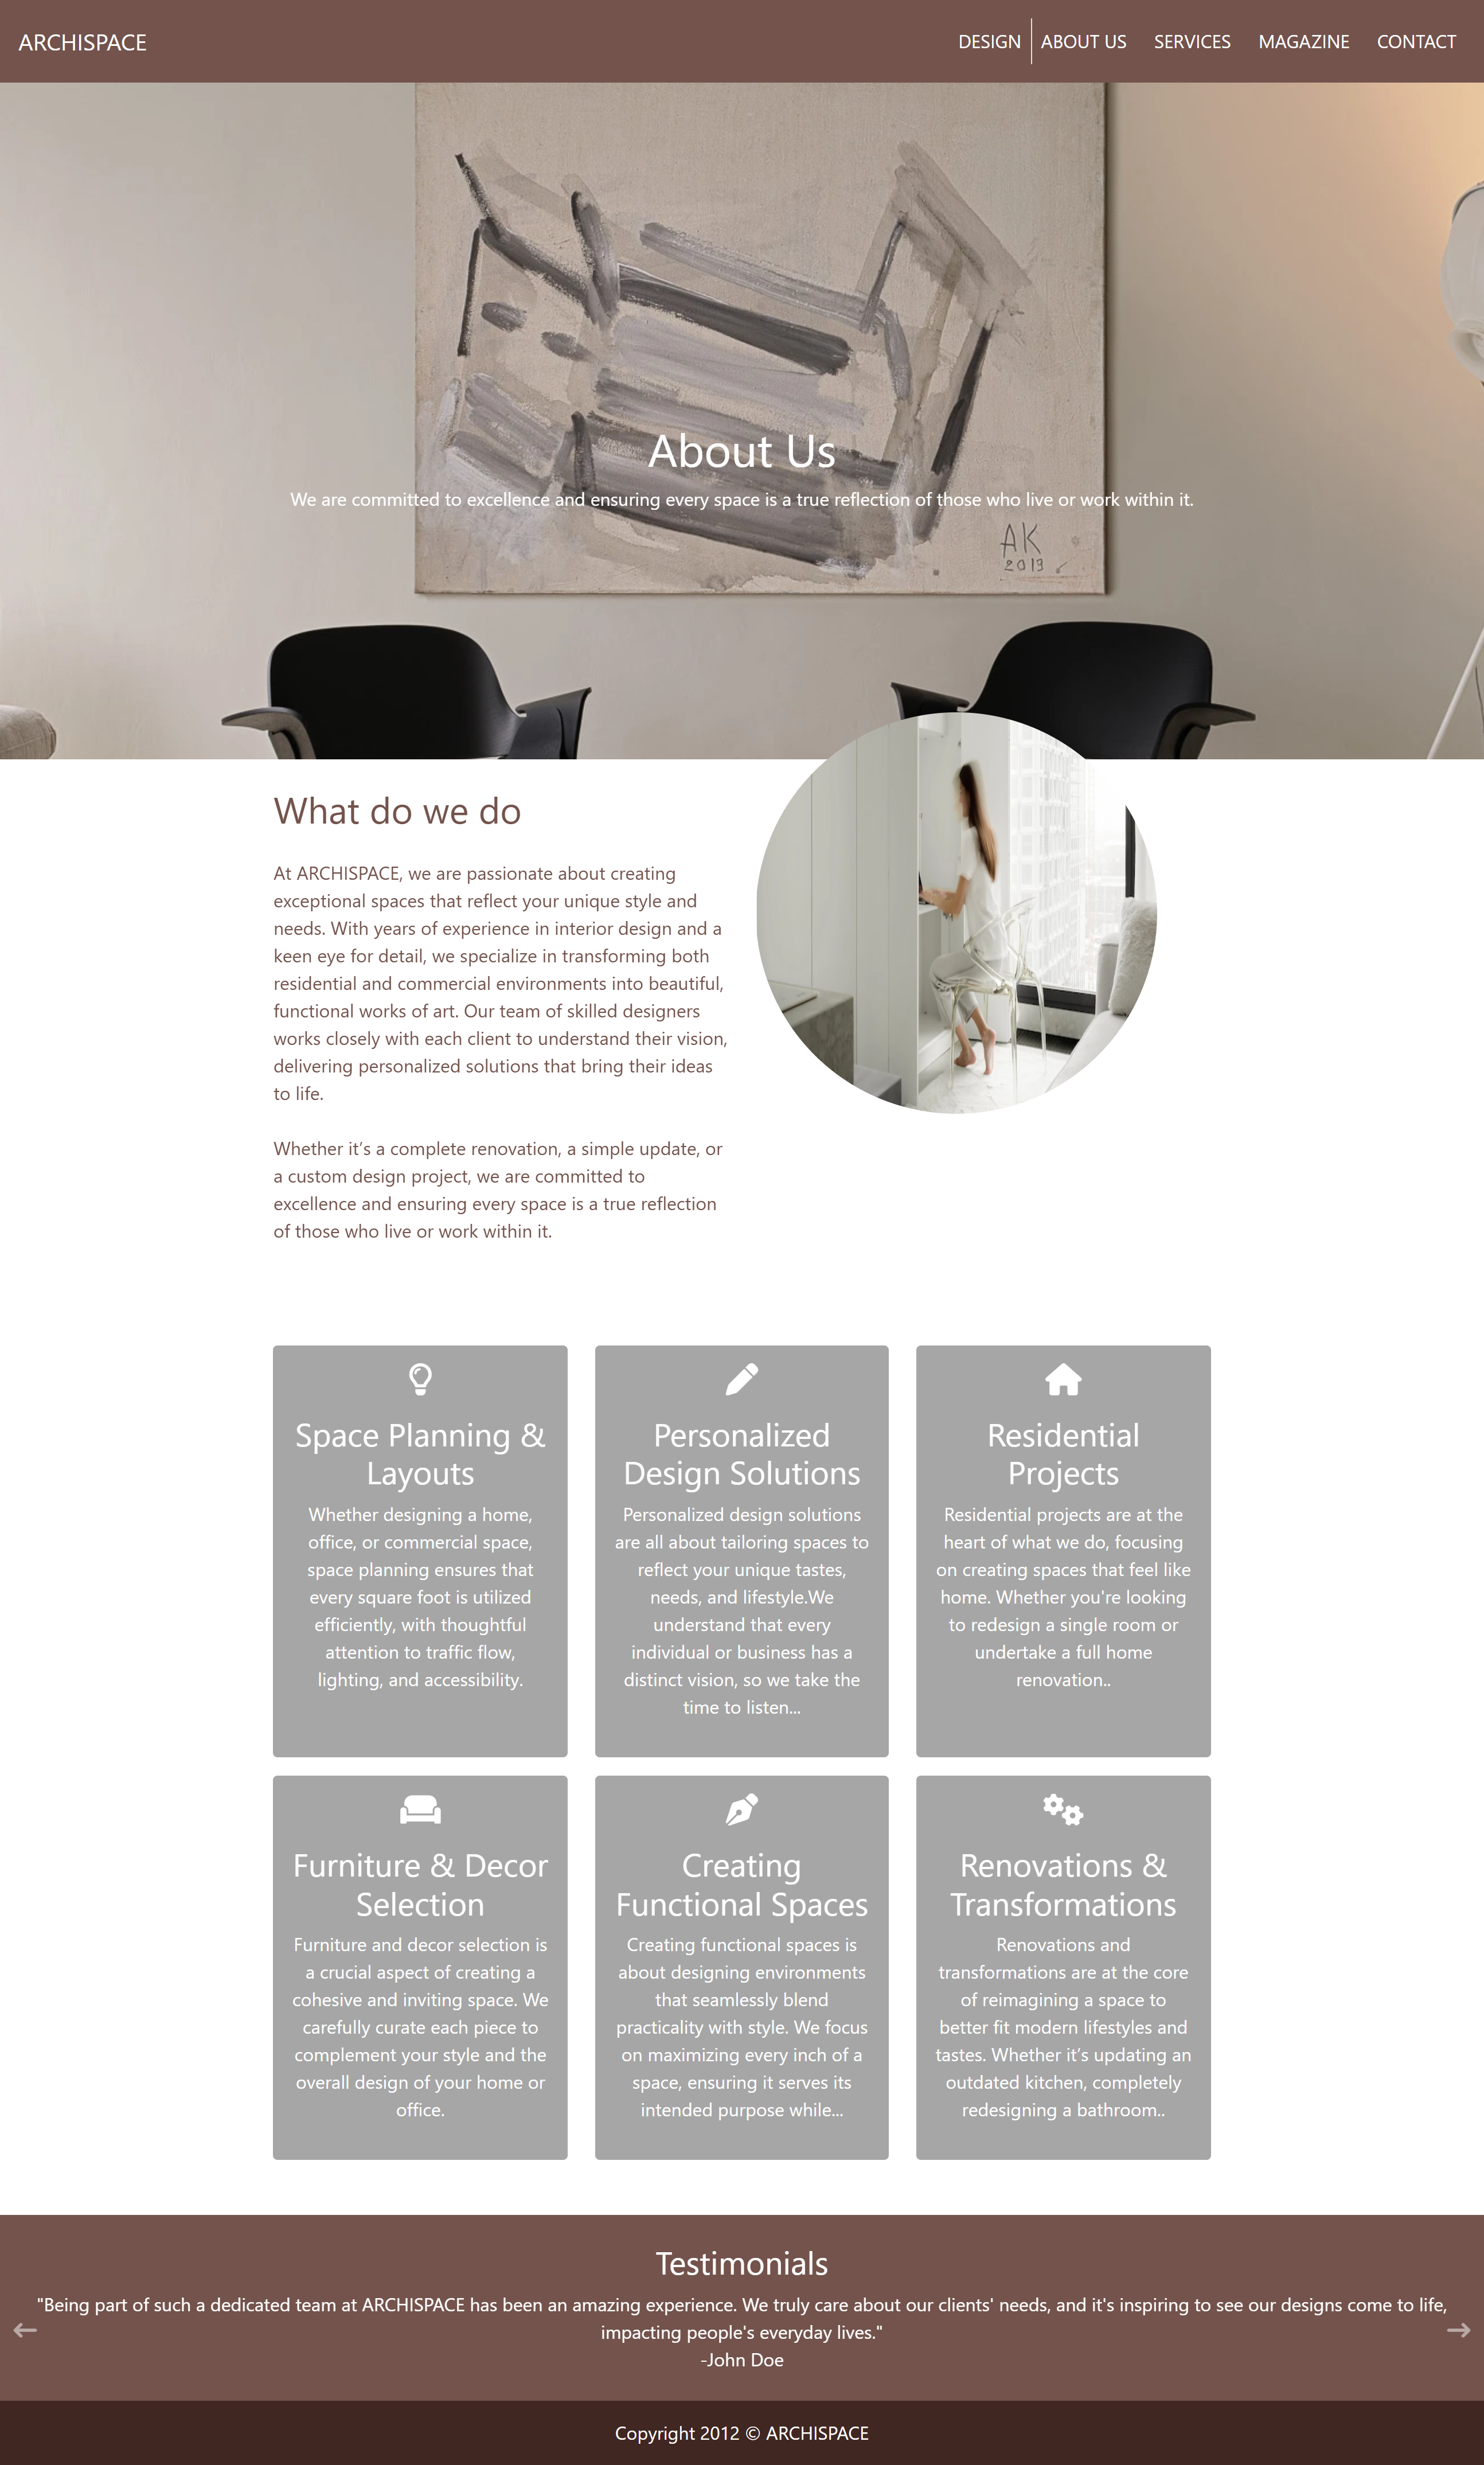 ARCHISPACE
DESIGN
ABOUT US
SERVICES
MAGAZINE
CONTACT
About Us
We are committed to excellence and ensuring every space is a true reflection of those who live or work within it.
AK
2013
What do we do
At ARCHISPACE, we are passionate about creating
exceptional spaces that reflect your unique style and
needs. With years of experience in interior design and a
keen eye for detail, we specialize in transforming both
residential and commercial environments into beautiful,
functional works of art. Our team of skilled designers
works closely with each client to understand their vision,
delivering personalized solutions that bring their ideas
to life.
Whether it’s a complete renovation, a simple update, or
a custom design project, we are committed to
excellence and ensuring every space is a true reflection
of those who live or work within it.
Space Planning &
Layouts
Whether designing a home,
office, or commercial space,
space planning ensures that
every square foot is utilized
efficiently, with thoughtful
attention to traffic flow,
lighting, and accessibility.
Personalized
Design Solutions
Personalized design solutions
are all about tailoring spaces to
reflect your unique tastes,
needs, and lifestyle.We
understand that every
individual or business has a
distinct vision, so we take the
time to listen...
Residential
Projects
Residential projects are at the
heart of what we do, focusing
on creating spaces that feel like
home. Whether you're looking
to redesign a single room or
undertake a full home
renovation..
Furniture & Decor
Selection
Furniture and decor selection is
a crucial aspect of creating a
cohesive and inviting space. We
carefully curate each piece to
complement your style and the
overall design of your home or
office.
Creating
Functional Spaces
Creating functional spaces is
about designing environments
that seamlessly blend
practicality with style. We focus
on maximizing every inch of a
space, ensuring it serves its
intended purpose while...
Renovations &
Transformations
Renovations and
transformations are at the core
of reimagining a space to
better fit modern lifestyles and
tastes. Whether it’s updating an
outdated kitchen, completely
redesigning a bathroom..
Testimonials
"Being part of such a dedicated team at ARCHISPACE has been an amazing experience. We truly care about our clients' needs, and it's inspiring to see our designs come to life,
impacting people's everyday lives."
-John Doe
Copyright 2012 © ARCHISPACE